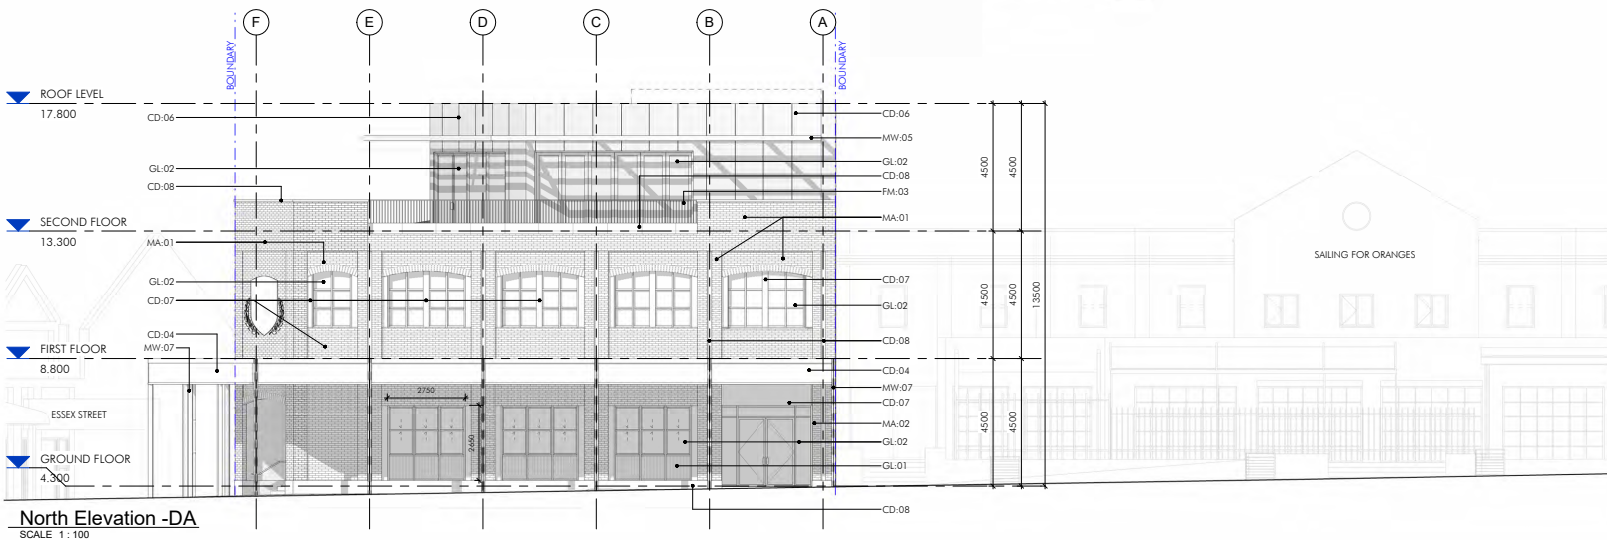 F E D C B A
BOUNDARY
BOUNDARY
ROOF LEVEL
17.800
CD:06
CD:06
MW:05
GL:02
GL:02
CD:08
CD:08
FM:03
4500
4500
SECOND FLOOR
13.300
MA:01
MA:01
GL:02
CD:07
CD:07
GL:02
4500
4500
13500
SAILING FOR ORANGES
CD:04
MW:07
CD:08
FIRST FLOOR
8.800
CD:04
MW:07
2750
CD:07
ESSEX STREET
MA:02
2650
GL:02
4500
4500
GROUND FLOOR
4.300
GL:01
CD:08
North Elevation -DA
SCALE 1 : 100